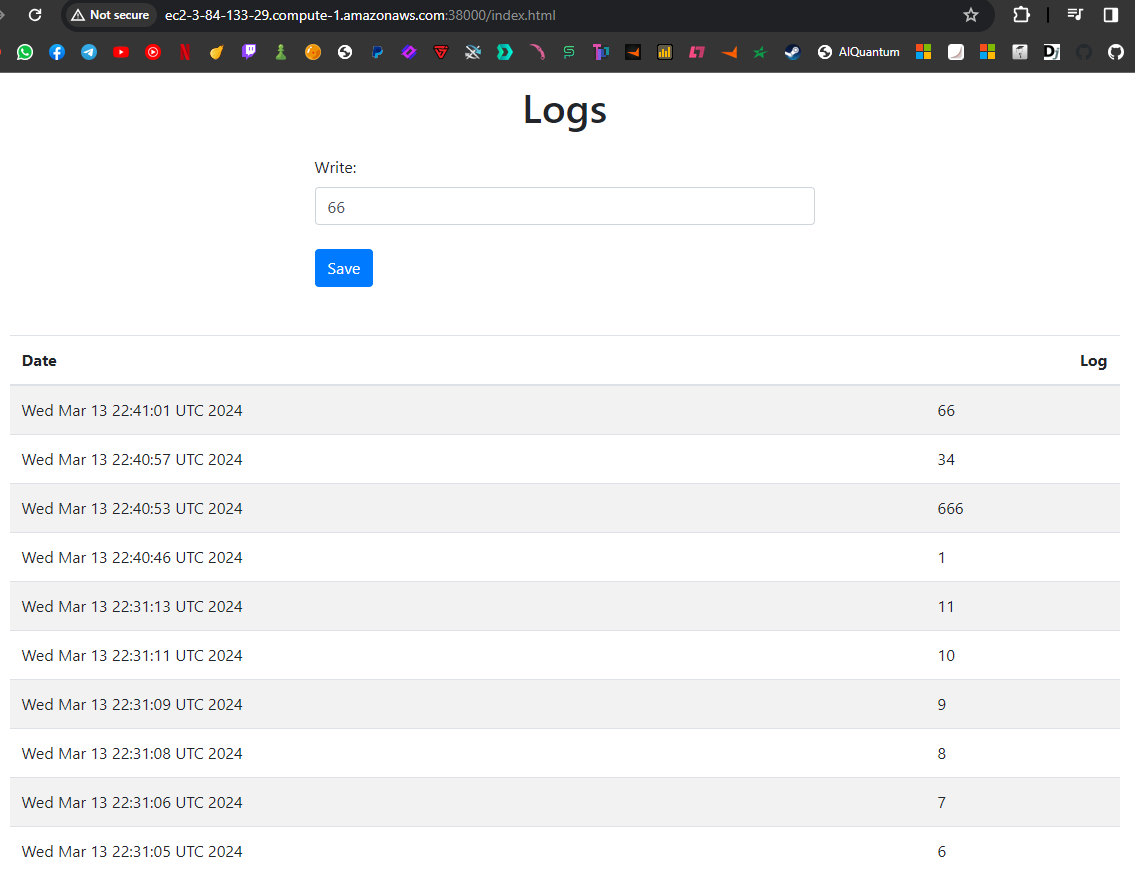 Not secure ec2-3-84-133-29.compute-1.amazonaws.com:38000/index.html
AlQuantum
Logs
Write:
66
Save
Date Log
Wed Mar 13 22:41:01 UTC 2024 66
Wed Mar 13 22:40:57 UTC 2024 34
Wed Mar 13 22:40:53 UTC 2024 666
Wed Mar 13 22:40:46 UTC 2024 1
Wed Mar 13 22:31:13 UTC 2024 11
Wed Mar 13 22:31:11 UTC 2024 10
Wed Mar 13 22:31:09 UTC 2024 9
Wed Mar 13 22:31:08 UTC 2024 8
Wed Mar 13 22:31:06 UTC 2024 7
Wed Mar 13 22:31:05 UTC 2024 6